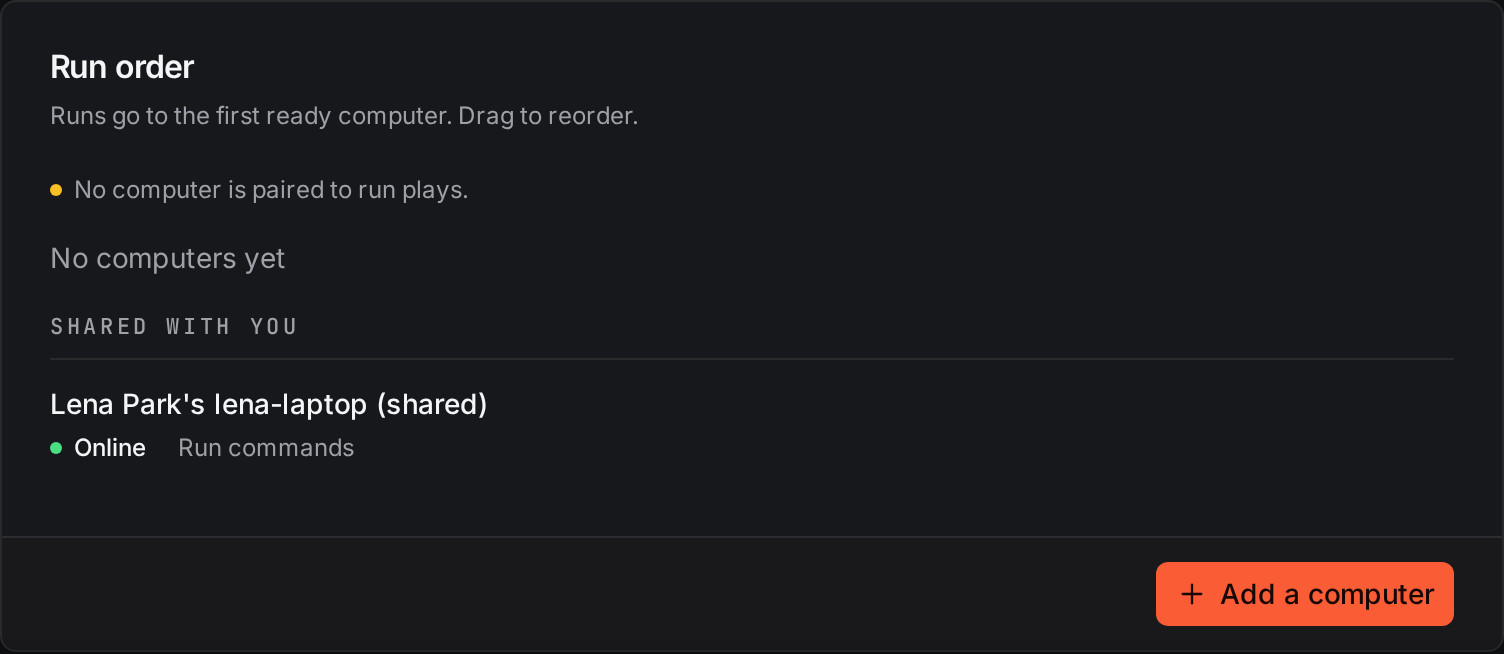 Run order
Runs go to the first ready computer. Drag to reorder.
No computer is paired to run plays.
No computers yet
SHARED WITH YOU
Lena Park's lena-laptop (shared)
Online Run commands
+ Add a computer